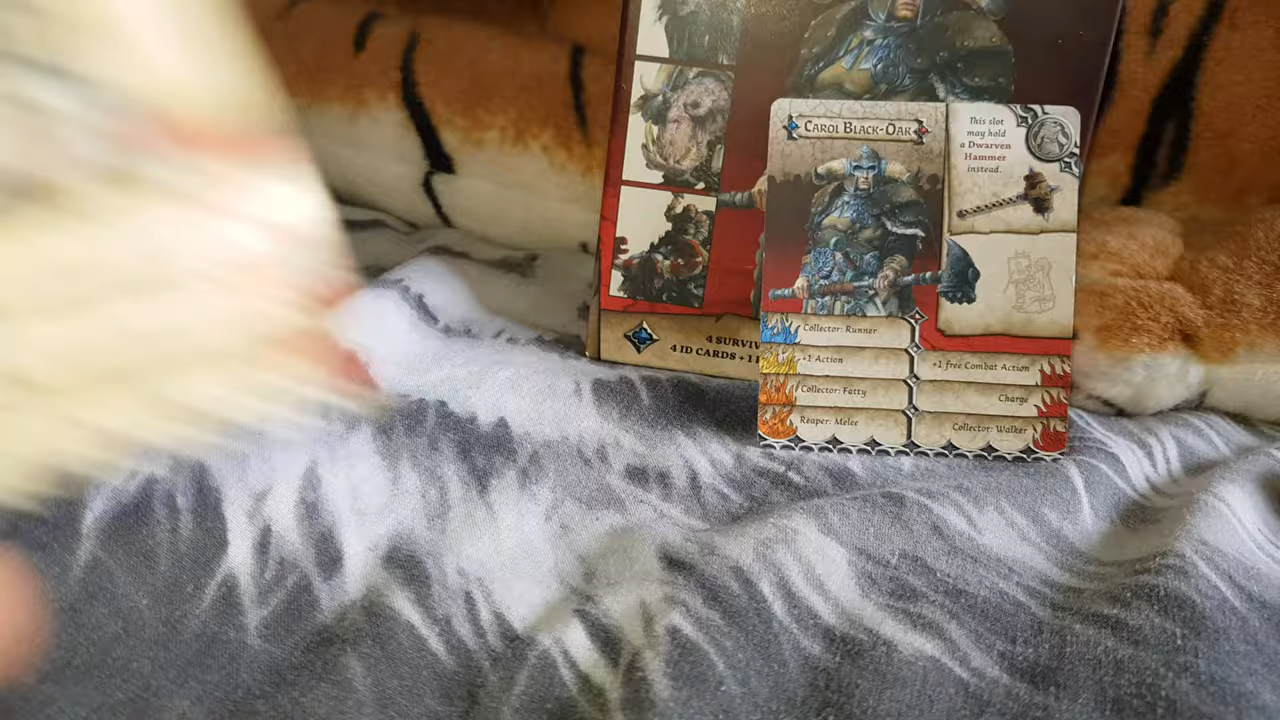 Carol Black-Oak
This slot
may hold
a Dwarven
Hammer
instead.
Collector: Runner
+1 Action
+1 free Combat Action
Collector: Fatty
Charge
Reaper: Melee
Collector: Walker
4 SURVIV
4 ID CARDS + 1